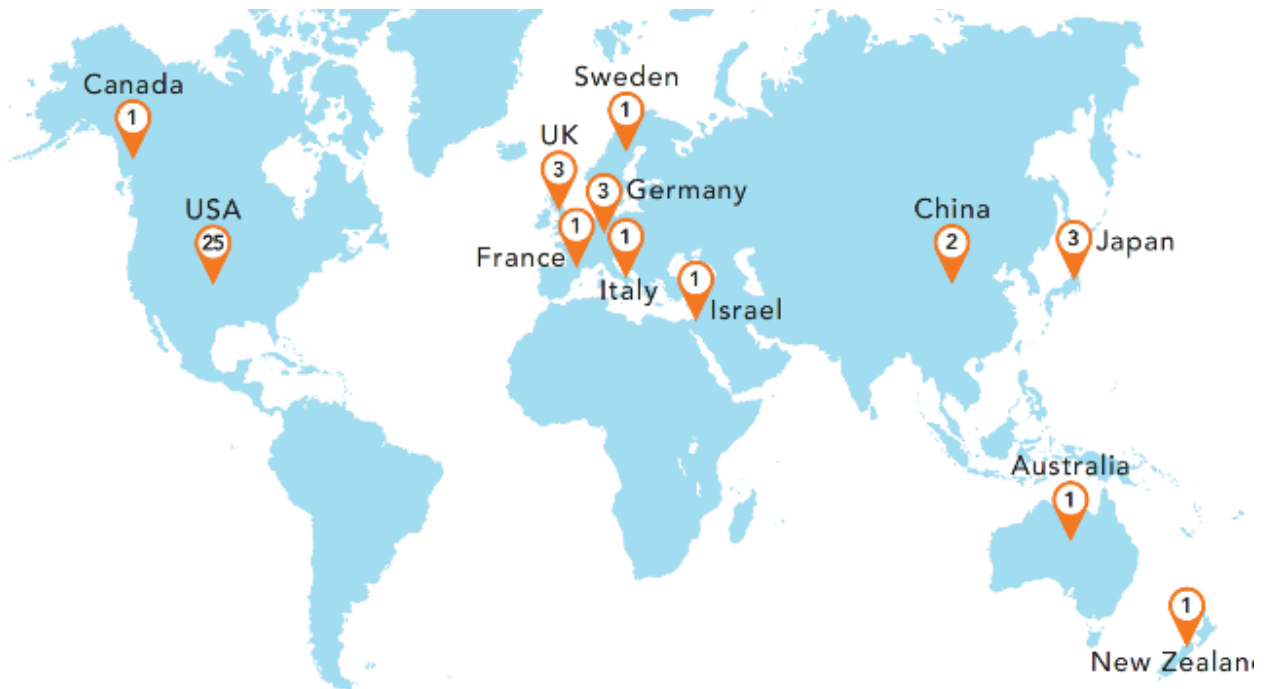 Sweden
1
Canada
1
UK
3
3
Germany
USA
25
France
1
1
Italy
1
Israel
China
2
3
Japan
Australia
1
1
New Zealan